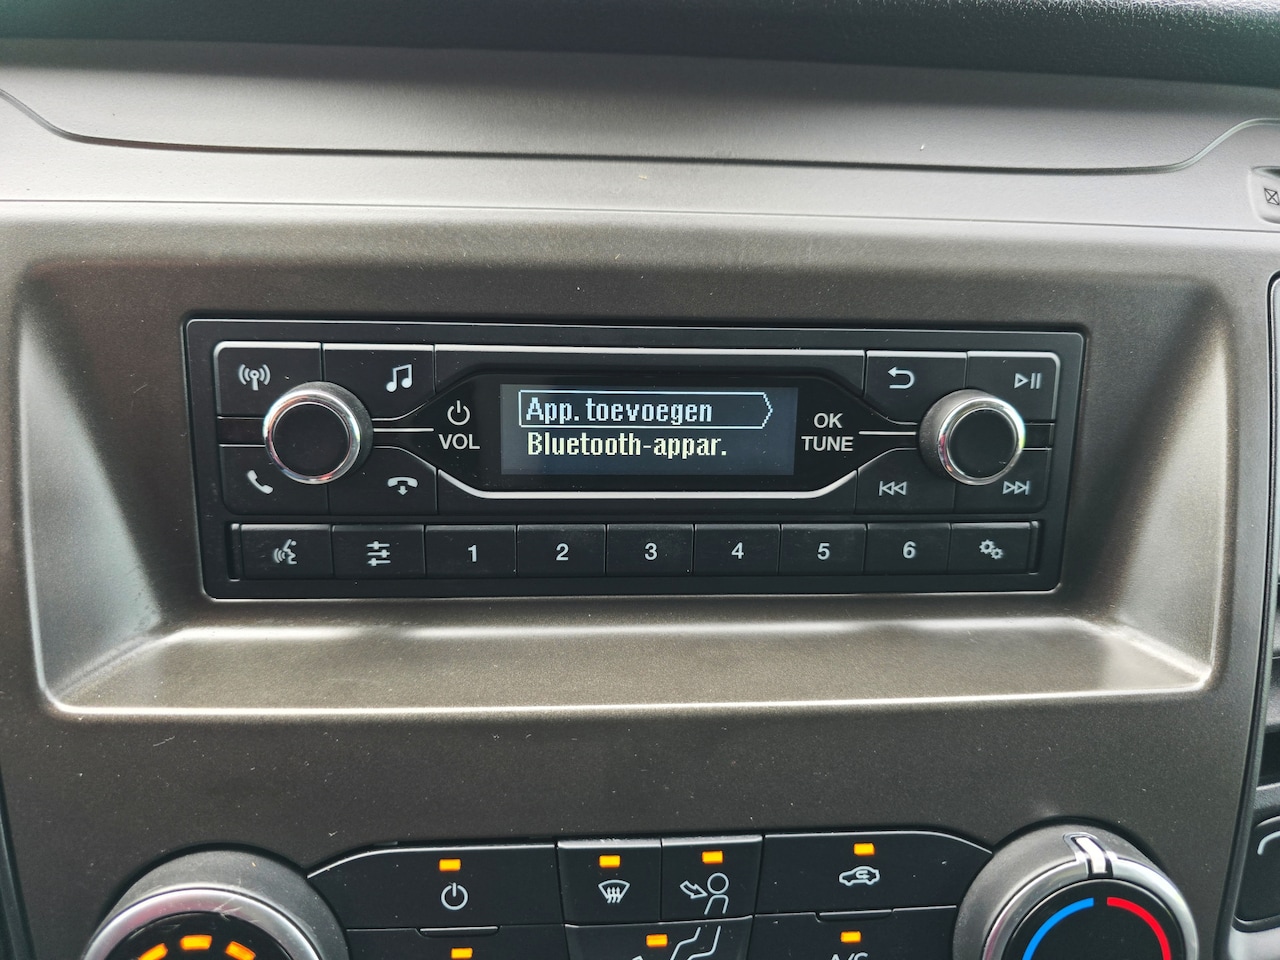 App. toevoegen
Bluetooth-appar.
VOL
OK
TUNE
1 2 3 4 5 6